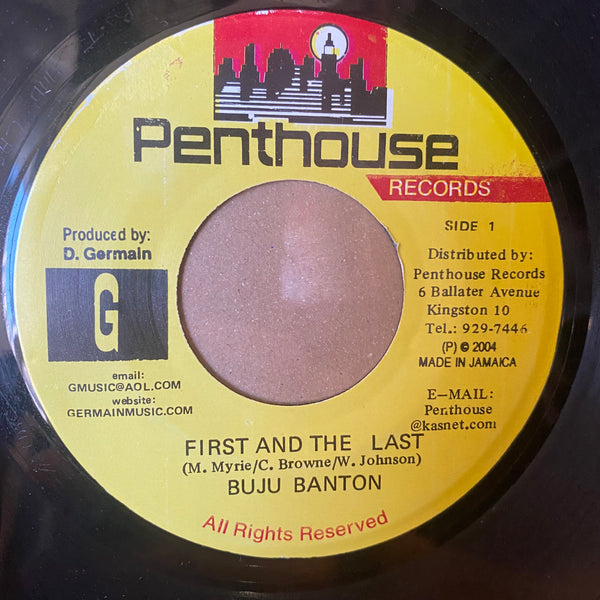 Penthouse
RECORDS
SIDE 1
Produced by:
D. Germain
G
email:
GMUSIC@AOL.COM
website:
GERMAINMUSIC.COM
Distributed by:
Penthouse Records
6 Ballater Avenue
Kingston 10
Tel.: 929-7446
(P) © 2004
MADE IN JAMAICA
E-MAIL:
Penthouse
@kasnet.com
FIRST AND THE LAST
(M. Myrie/C. Browne/W. Johnson)
BUJU BANTON
All Rights Reserved